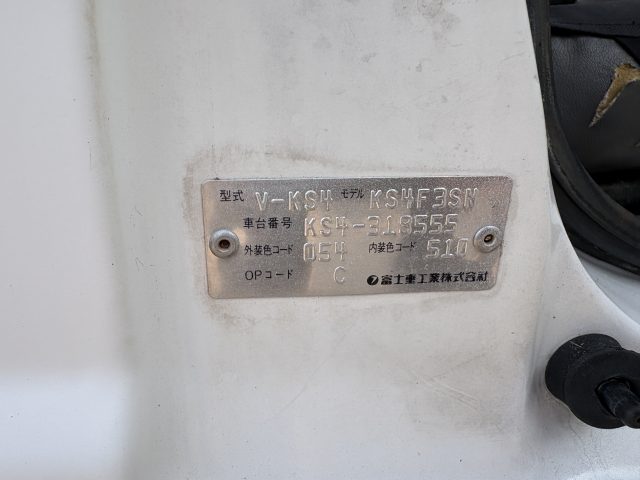 型式 V-KS4 モデル KS4F3SN
車台番号 KS4-318555
外装色コード 054 内装色コード 510
OPコード C 富士重工業株式会社